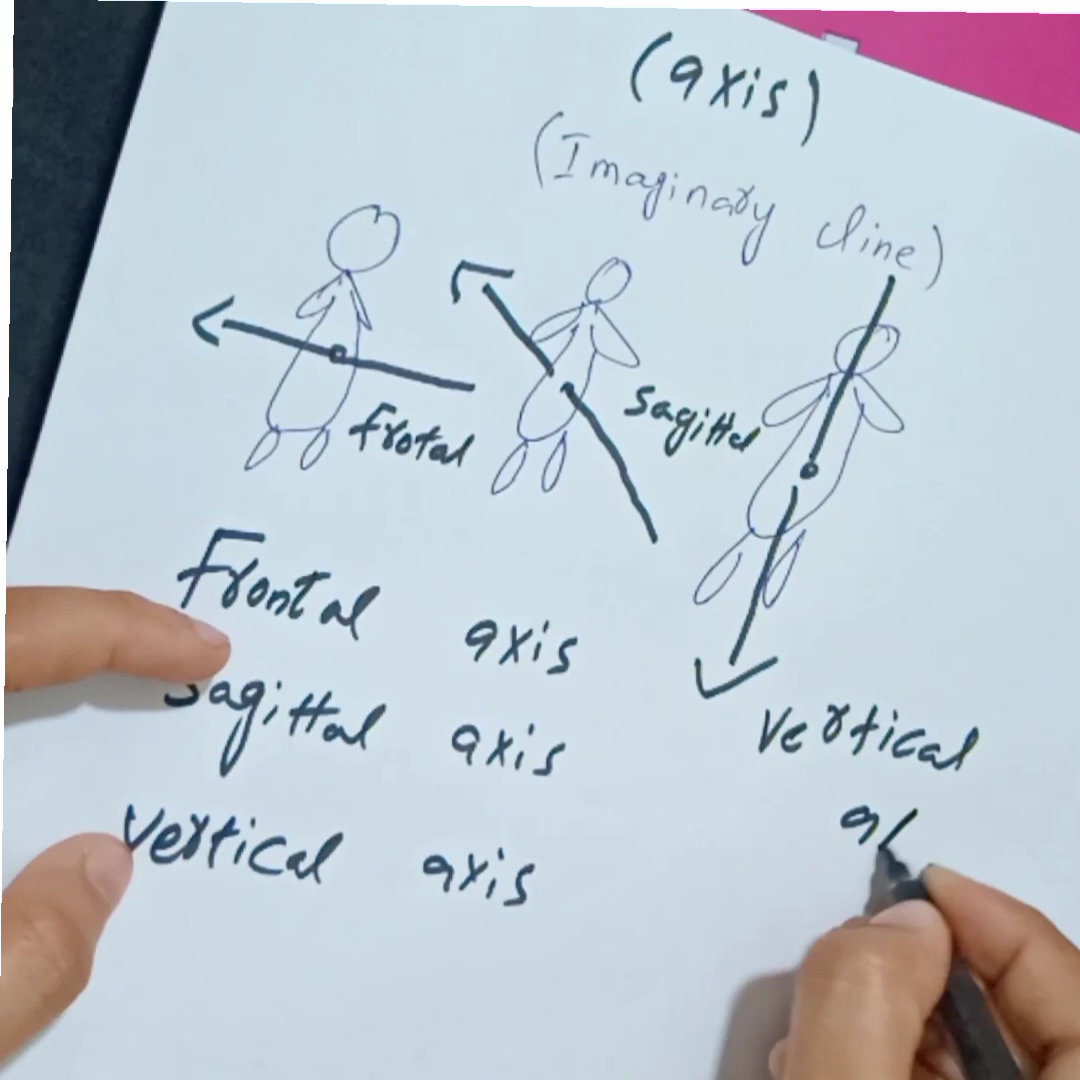 (axis)
(Imaginary line)
frotal
sagittal
Frontal axis
sagittal axis
vertical axis
Vertical
a